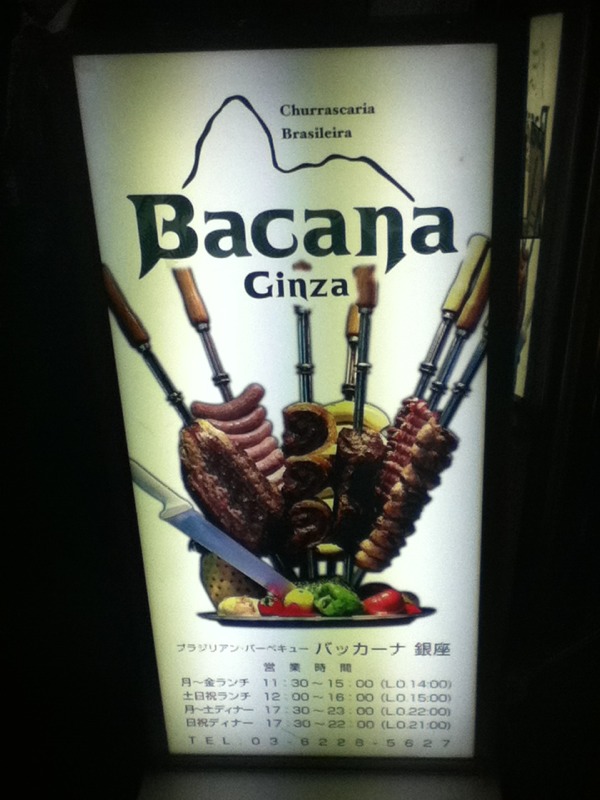 Churrascaria
Brasileira
Bacana
Ginza
ブラジリアン・バーベキュー バッカーナ 銀座
営業時間
月～金ランチ 11:30～15:00 (L.O.14:00)
土日祝ランチ 12:00～16:00 (L.O.15:00)
月～土ディナー 17:30～23:00 (L.O.22:00)
日祝ディナー 17:30～22:00 (L.O.21:00)
TEL:03-6228-5627